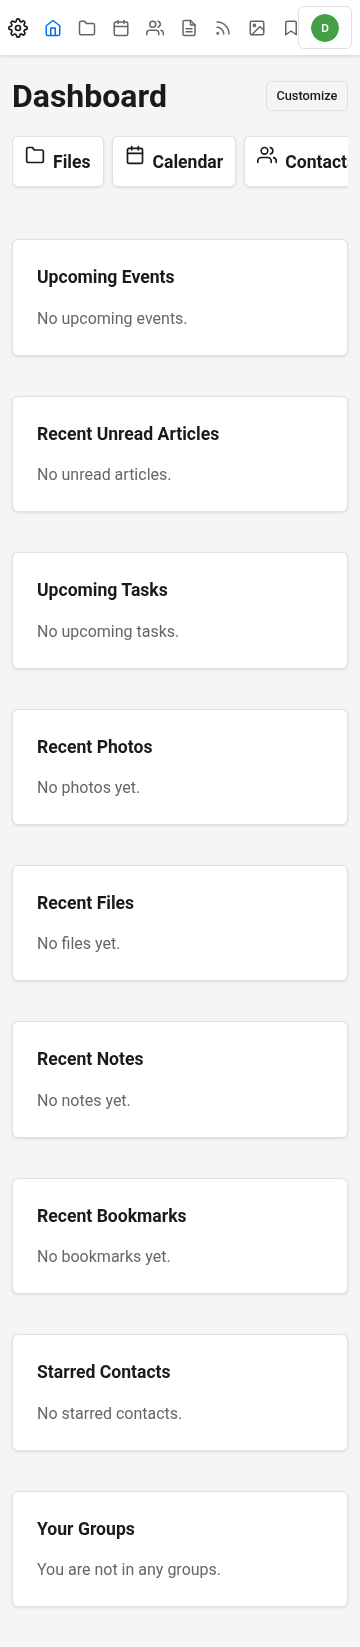 D
Dashboard
Customize
Files
Calendar
Contact
Upcoming Events
No upcoming events.
Recent Unread Articles
No unread articles.
Upcoming Tasks
No upcoming tasks.
Recent Photos
No photos yet.
Recent Files
No files yet.
Recent Notes
No notes yet.
Recent Bookmarks
No bookmarks yet.
Starred Contacts
No starred contacts.
Your Groups
You are not in any groups.